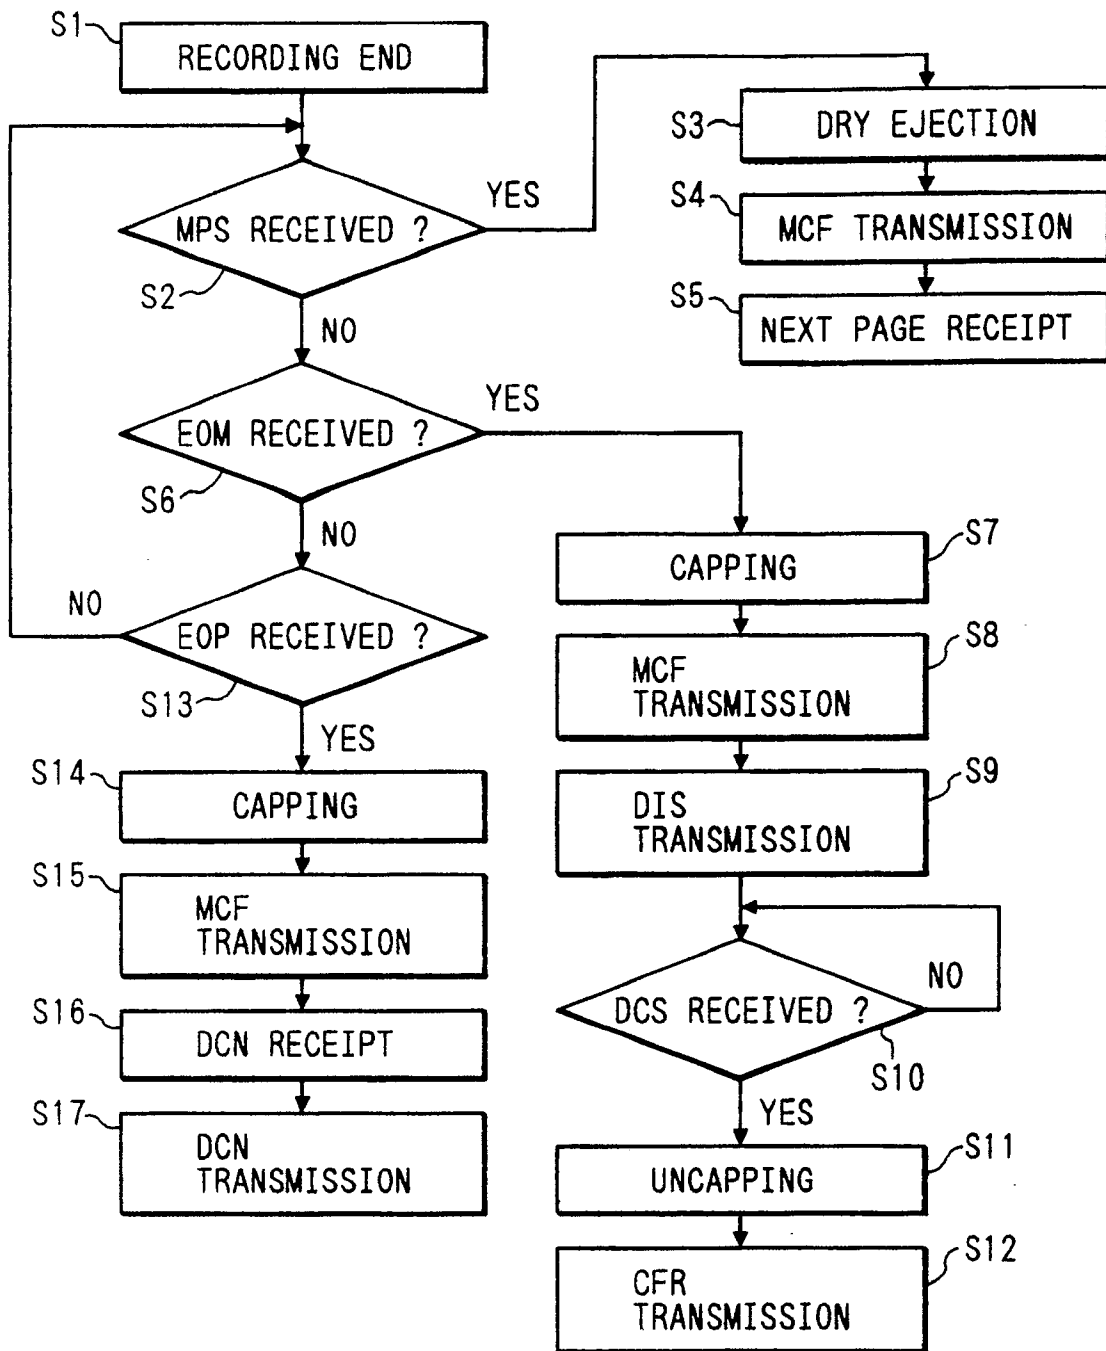 S1
RECORDING END
S3
DRY EJECTION
MPS RECEIVED ?
YES
S2
NO
S4
MCF TRANSMISSION
S5
NEXT PAGE RECEIPT
EOM RECEIVED ?
YES
S6
NO
EOP RECEIVED ?
NO
S13
YES
S7
CAPPING
S8
MCF
TRANSMISSION
S9
DIS
TRANSMISSION
DCS RECEIVED ?
NO
S10
YES
S11
UNCAPPING
S12
CFR
TRANSMISSION
S14
CAPPING
S15
MCF
TRANSMISSION
S16
DCN RECEIPT
S17
DCN
TRANSMISSION